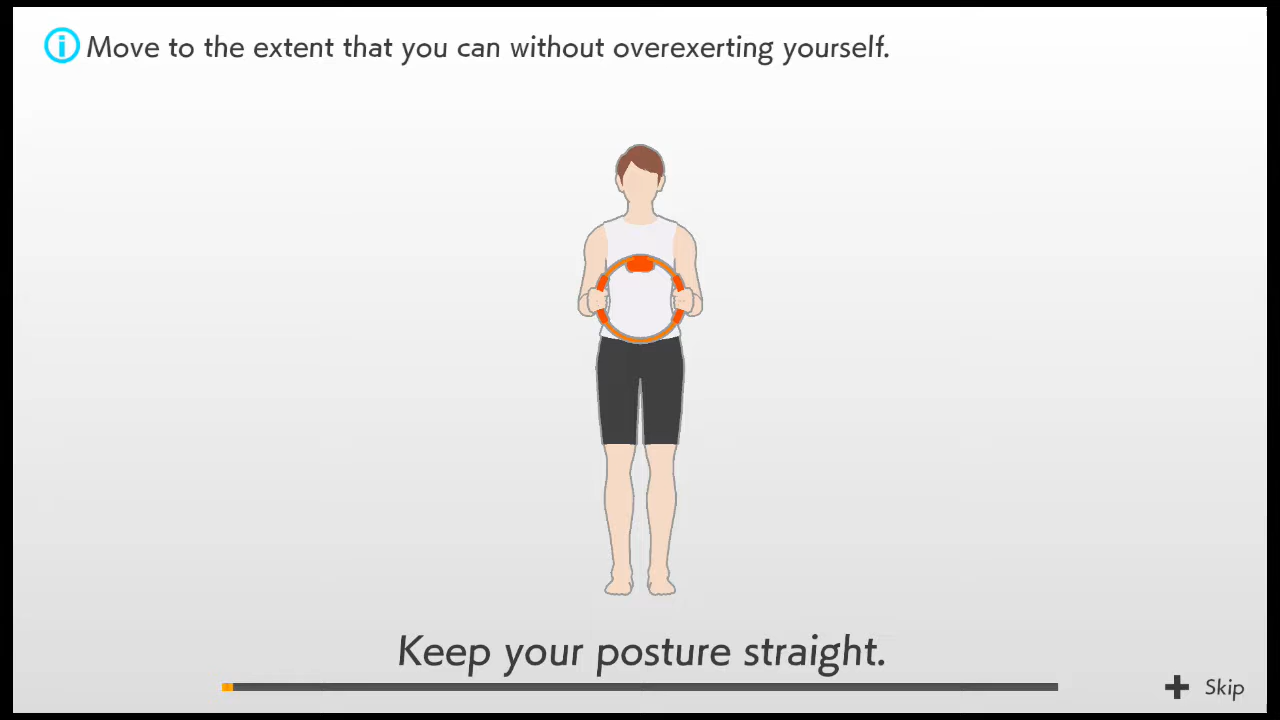 Move to the extent that you can without overexerting yourself.
Keep your posture straight.
Skip